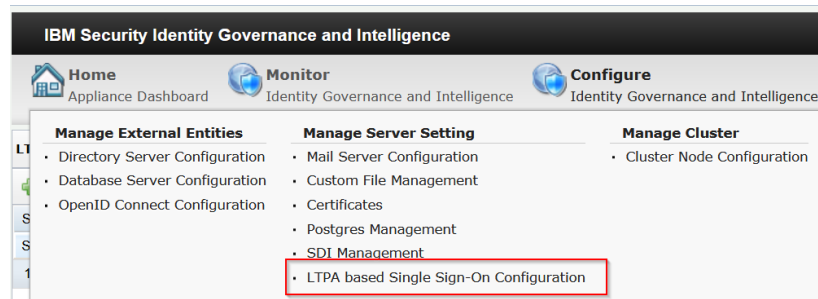 IBM Security Identity Governance and Intelligence
Home
Appliance Dashboard
Monitor
Identity Governance and Intelligence
Configure
Identity Governance and Intelligence
Manage External Entities
Directory Server Configuration
Database Server Configuration
OpenID Connect Configuration
Manage Server Setting
Mail Server Configuration
Custom File Management
Certificates
Postgres Management
SDI Management
LTPA based Single Sign-On Configuration
Manage Cluster
Cluster Node Configuration
LT
S
S
1